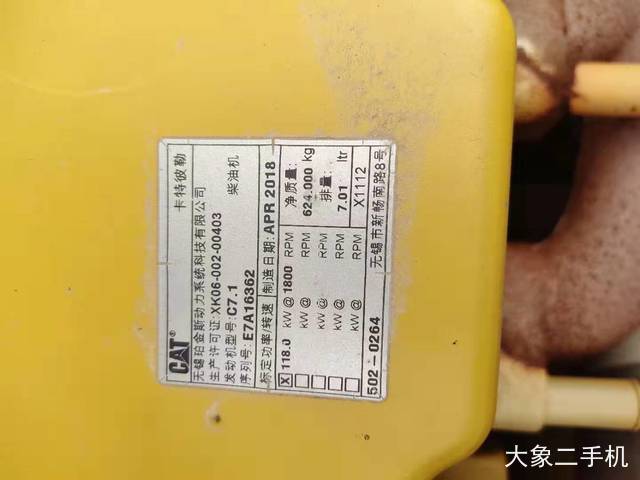 CAT® 卡特彼勒
无锡珀金斯动力系统科技有限公司
生产许可证:XK06-002-00403
发动机型号:C7.1 柴油机
序列号:E7A16362
标定功率/转速 制造日期:APR 2018
X 118.0 kW @ 1800 RPM 净质量:
kW @ RPM 624.000 kg
kW @ RPM 排量:
kW @ RPM 7.01 ltr
kW @ RPM X1112
502-0264 无锡市新畅南路8号
大象二手机